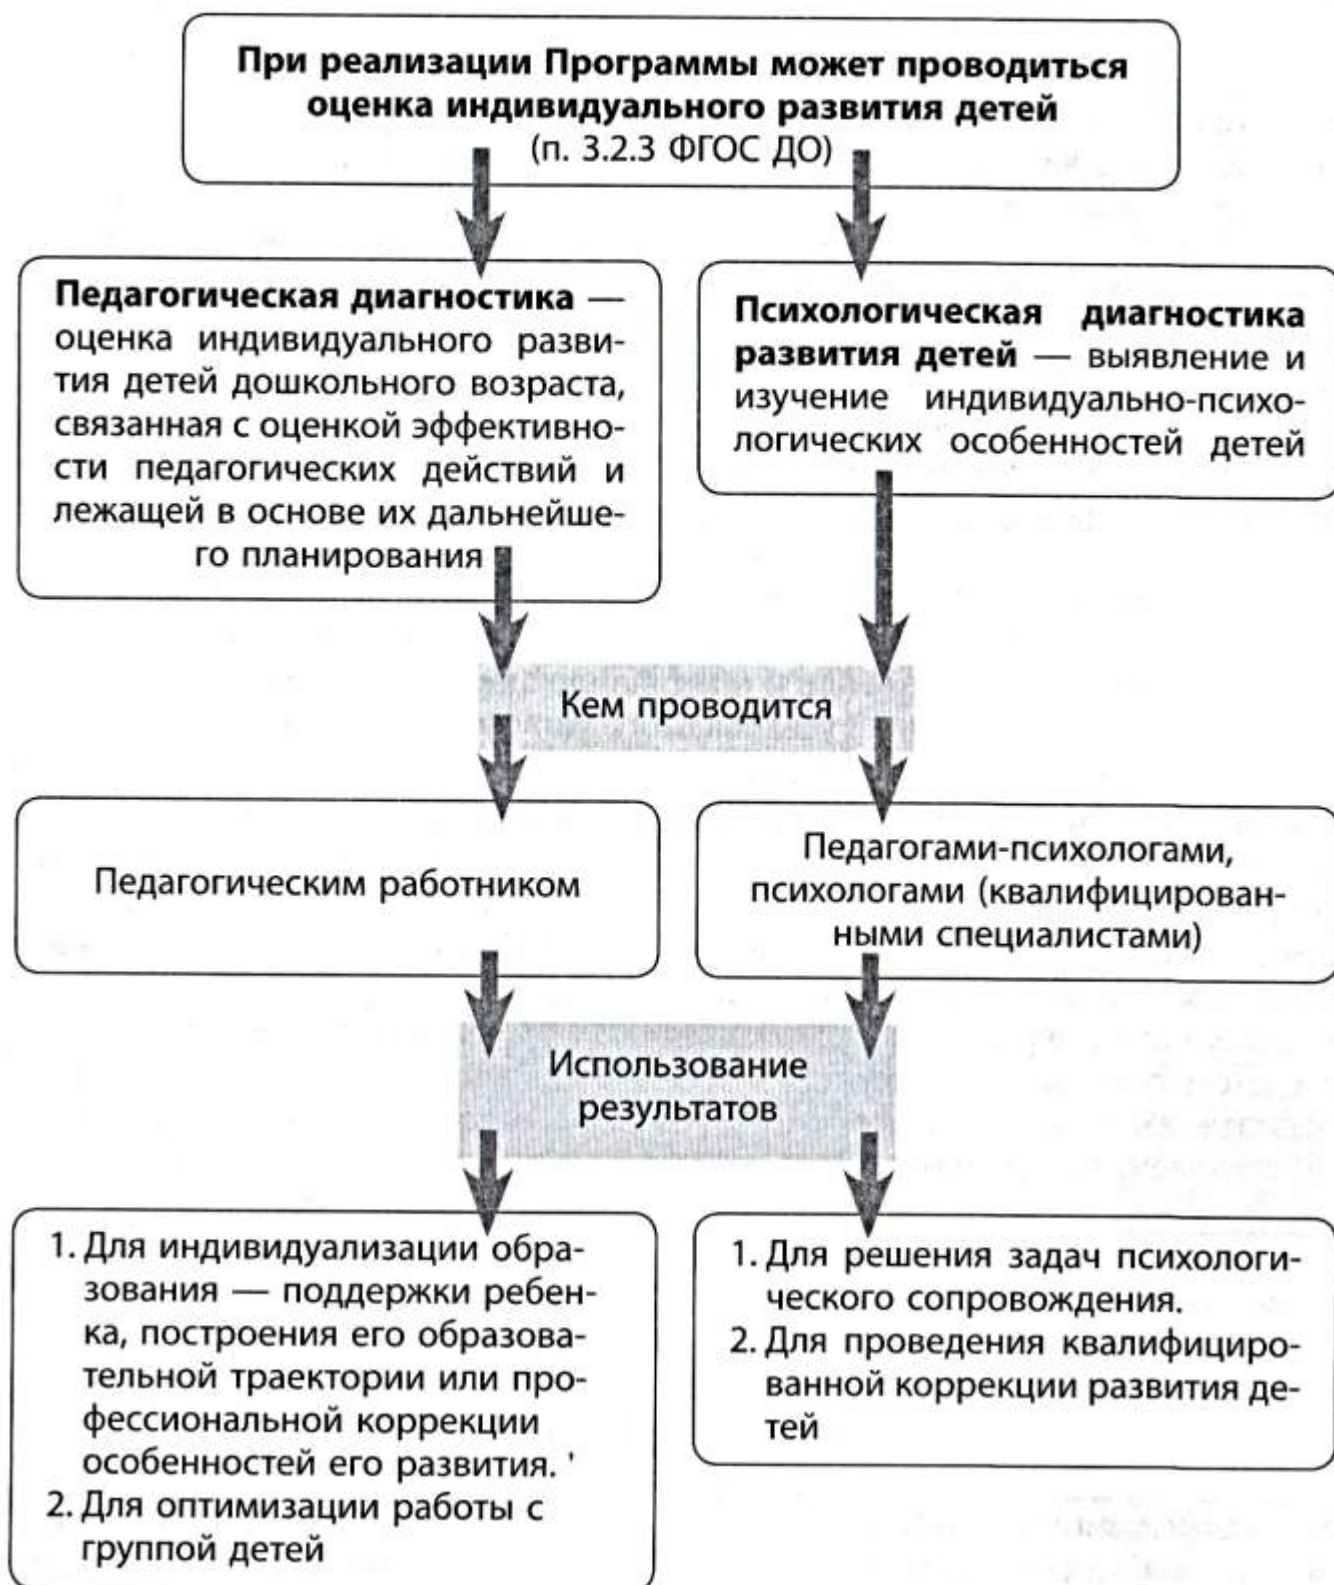 При реализации Программы может проводиться
оценка индивидуального развития детей
(п. 3.2.3 ФГОС ДО)
Педагогическая диагностика —
оценка индивидуального разви-
тия детей дошкольного возраста,
связанная с оценкой эффективно-
сти педагогических действий и
лежащей в основе их дальнейше-
го планирования
Психологическая диагностика
развития детей — выявление и
изучение индивидуально-психо-
логических особенностей детей
Кем проводится
Педагогическим работником
Педагогами-психологами,
психологами (квалифицирован-
ными специалистами)
Использование
результатов
1. Для индивидуализации обра-
зования — поддержки ребен-
ка, построения его образова-
тельной траектории или про-
фессиональной коррекции
особенностей его развития.
2. Для оптимизации работы с
группой детей
1. Для решения задач психологи-
ческого сопровождения.
2. Для проведения квалифициро-
ванной коррекции развития де-
тей